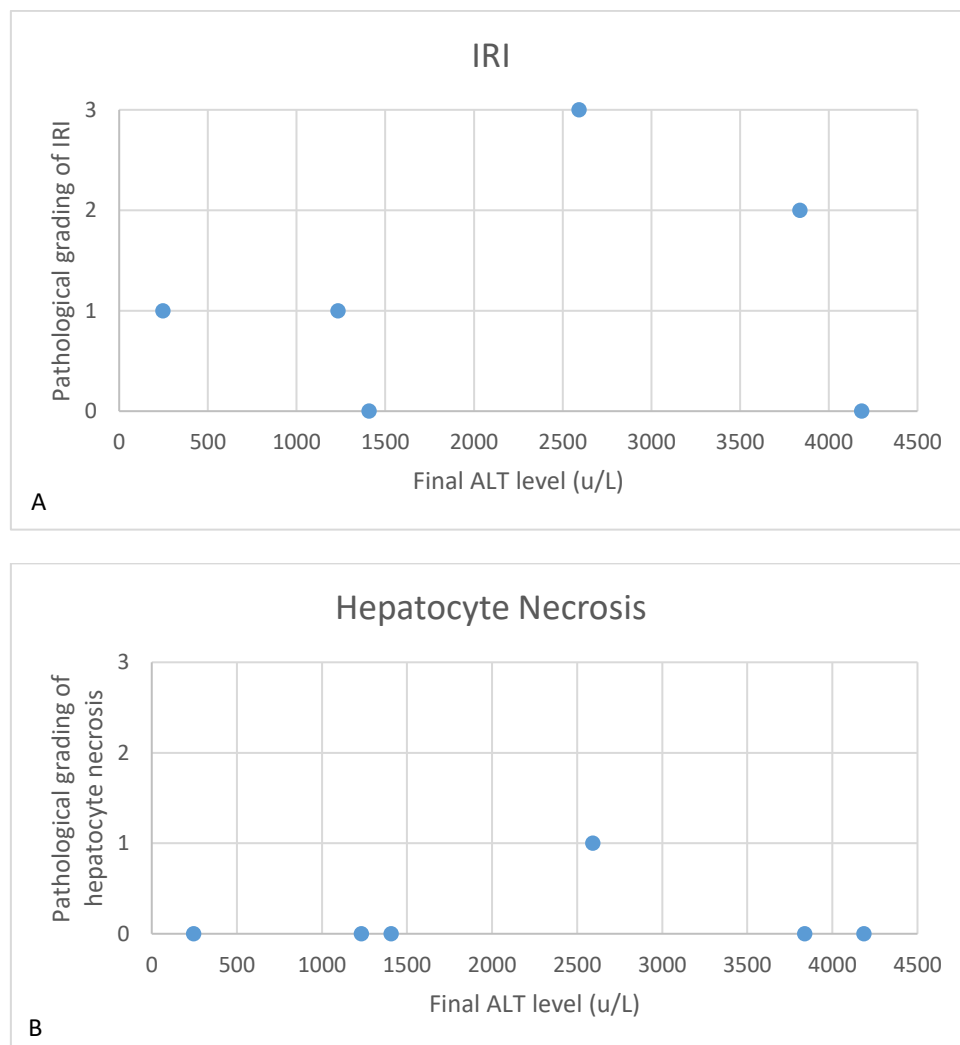 IRI
Pathological grading of IRI
3
2
1
0
0 500 1000 1500 2000 2500 3000 3500 4000 4500
Final ALT level (u/L)
A
Hepatocyte Necrosis
Pathological grading of
hepatocyte necrosis
3
2
1
0
0 500 1000 1500 2000 2500 3000 3500 4000 4500
Final ALT level (u/L)
B